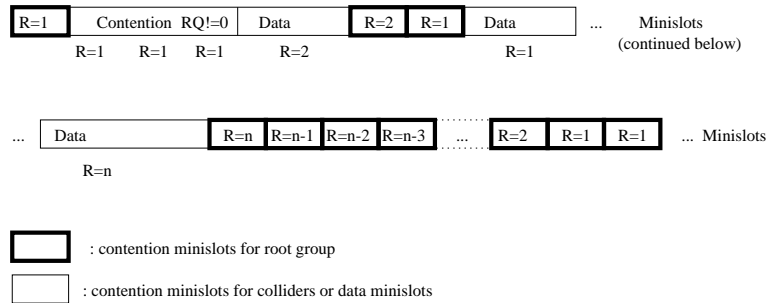 R=1 Contention RQ!=0 Data R=2 R=1 Data ... Minislots
(continued below)
R=1 R=1 R=1 R=2 R=1
... Data R=n R=n-1 R=n-2 R=n-3 ... R=2 R=1 R=1 ... Minislots
R=n
: contention minislots for root group
: contention minislots for colliders or data minislots